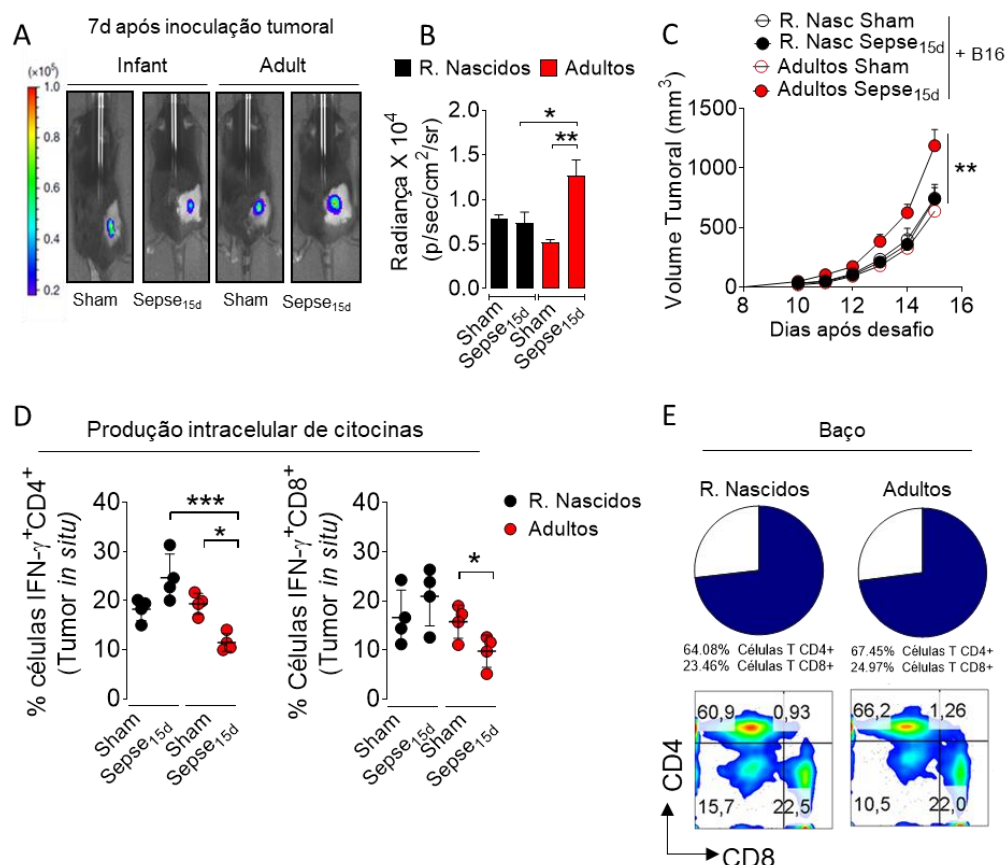 A
7d após inoculação tumoral
Infant
Adult
(x10⁵)
1.0
0.8
0.6
0.4
0.2
Sham
Sepse15d
Sham
Sepse15d
B
R. Nascidos
Adultos
Radiança X 10⁴
(p/sec/cm²/sr)
2.0
1.5
1.0
0.5
0.0
*
**
Sham
Sepse15d
Sham
Sepse15d
C
R. Nasc Sham
R. Nasc Sepse15d
Adultos Sham
Adultos Sepse15d
+ B16
Volume Tumoral (mm³)
1500
1000
500
0
**
8
10
12
14
16
Dias após desafio
D
Produção intracelular de citocinas
% células IFN-γ⁺CD4⁺
(Tumor in situ)
40
30
20
10
0
***
*
Sham
Sepse15d
Sham
Sepse15d
% Células IFN-γ⁺CD8⁺
(Tumor in situ)
40
30
20
10
0
*
Sham
Sepse15d
Sham
Sepse15d
R. Nascidos
Adultos
E
Baço
R. Nascidos
Adultos
64.08% Células T CD4+
23.46% Células T CD8+
67.45% Células T CD4+
24.97% Células T CD8+
60,9
0,93
15,7
22,5
66,2
1,26
10,5
22,0
CD4
CD8